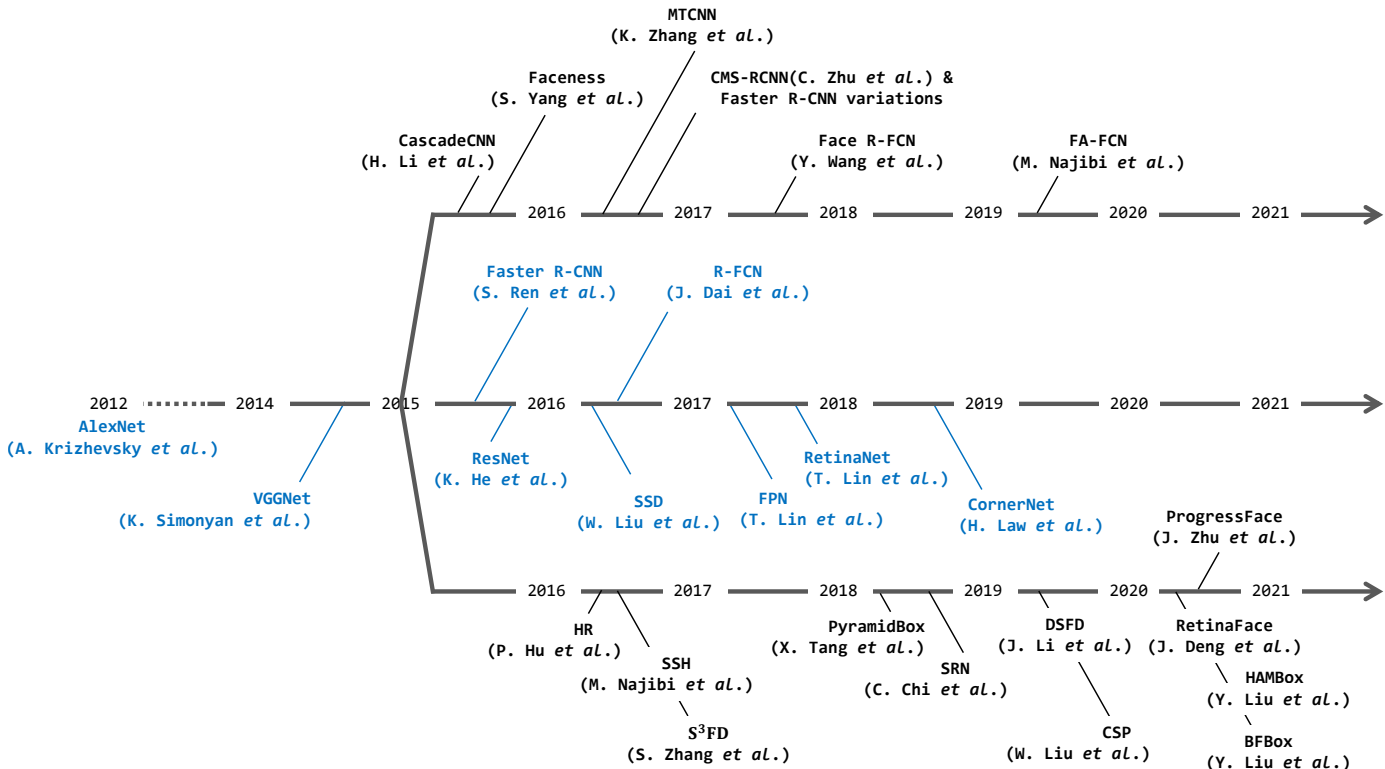 MTCNN
(K. Zhang et al.)
Faceness
(S. Yang et al.)
CMS-RCNN(C. Zhu et al.) &
Faster R-CNN variations
CascadeCNN
(H. Li et al.)
Face R-FCN
(Y. Wang et al.)
FA-FCN
(M. Najibi et al.)
2016 2017 2018 2019 2020 2021
Faster R-CNN
(S. Ren et al.)
R-FCN
(J. Dai et al.)
2012 2014 2015 2016 2017 2018 2019 2020 2021
AlexNet
(A. Krizhevsky et al.)
VGGNet
(K. Simonyan et al.)
ResNet
(K. He et al.)
SSD
(W. Liu et al.)
FPN
(T. Lin et al.)
RetinaNet
(T. Lin et al.)
CornerNet
(H. Law et al.)
ProgressFace
(J. Zhu et al.)
2016 2017 2018 2019 2020 2021
HR
(P. Hu et al.)
SSH
(M. Najibi et al.)
S³FD
(S. Zhang et al.)
PyramidBox
(X. Tang et al.)
SRN
(C. Chi et al.)
DSFD
(J. Li et al.)
CSP
(W. Liu et al.)
RetinaFace
(J. Deng et al.)
HAMBox
(Y. Liu et al.)
BFBox
(Y. Liu et al.)